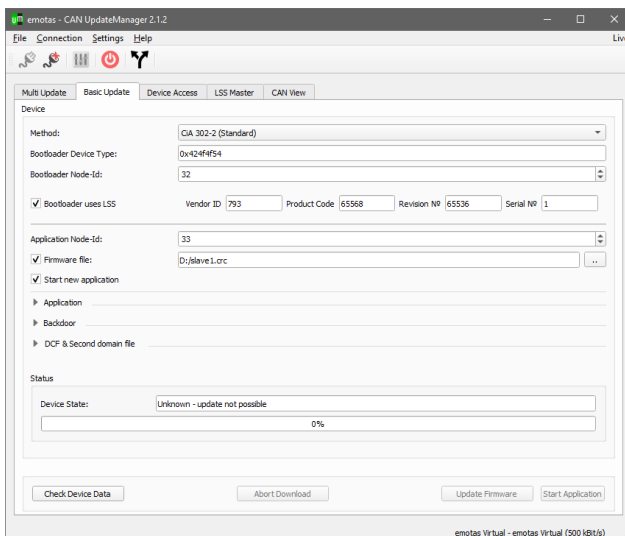 um emotas - CAN UpdateManager 2.1.2
File Connection Settings Help Liv
Multi Update Basic Update Device Access LSS Master CAN View
Device
Method: CiA 302-2 (Standard)
Bootloader Device Type: 0x424f4f54
Bootloader Node-Id: 32
Bootloader uses LSS Vendor ID 793 Product Code 65568 Revision Nº 65536 Serial Nº 1
Application Node-Id: 33
Firmware file: D:/slave1.crc ..
Start new application
Application
Backdoor
DCF & Second domain file
Status
Device State: Unknown - update not possible
0%
Check Device Data Abort Download Update Firmware Start Application
emotas Virtual - emotas Virtual (500 kBit/s)